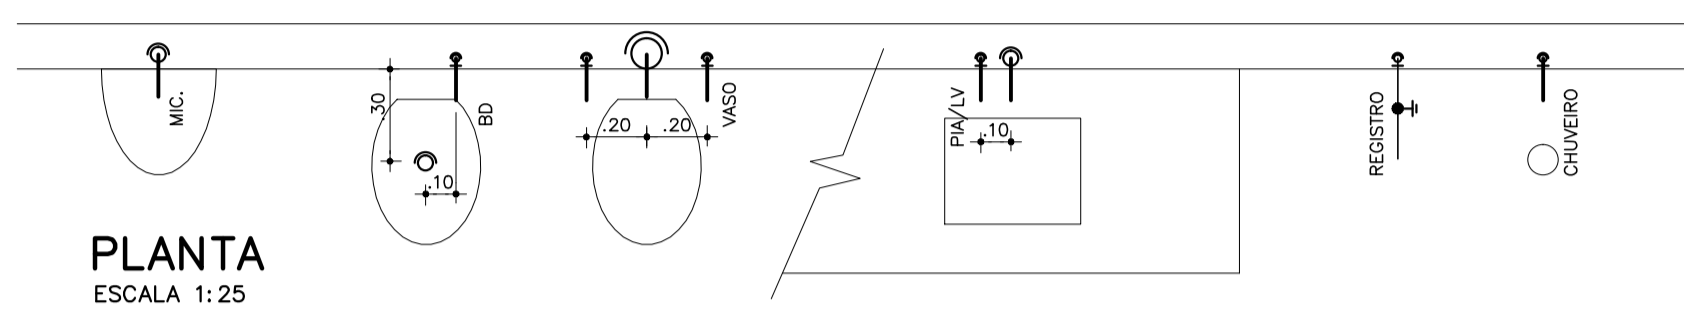 MIC.
.30
BD
.10
.20
.20
VASO
PIA/LV
.10
REGISTRO
CHUVEIRO
PLANTA
ESCALA 1:25